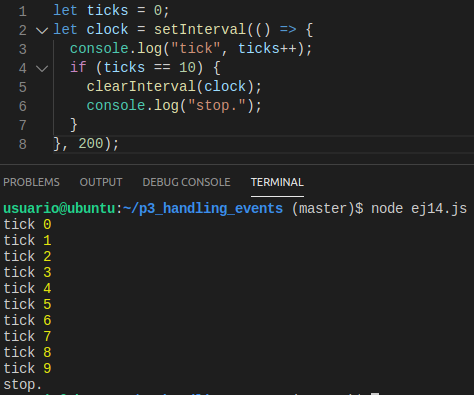 1 let ticks = 0;
2 let clock = setInterval(() => {
3 console.log("tick", ticks++);
4 if (ticks == 10) {
5 clearInterval(clock);
6 console.log("stop.");
7 }
8 }, 200);
PROBLEMS OUTPUT DEBUG CONSOLE TERMINAL
usuario@ubuntu:~/p3_handling_events (master)$ node ej14.js
tick 0
tick 1
tick 2
tick 3
tick 4
tick 5
tick 6
tick 7
tick 8
tick 9
stop.